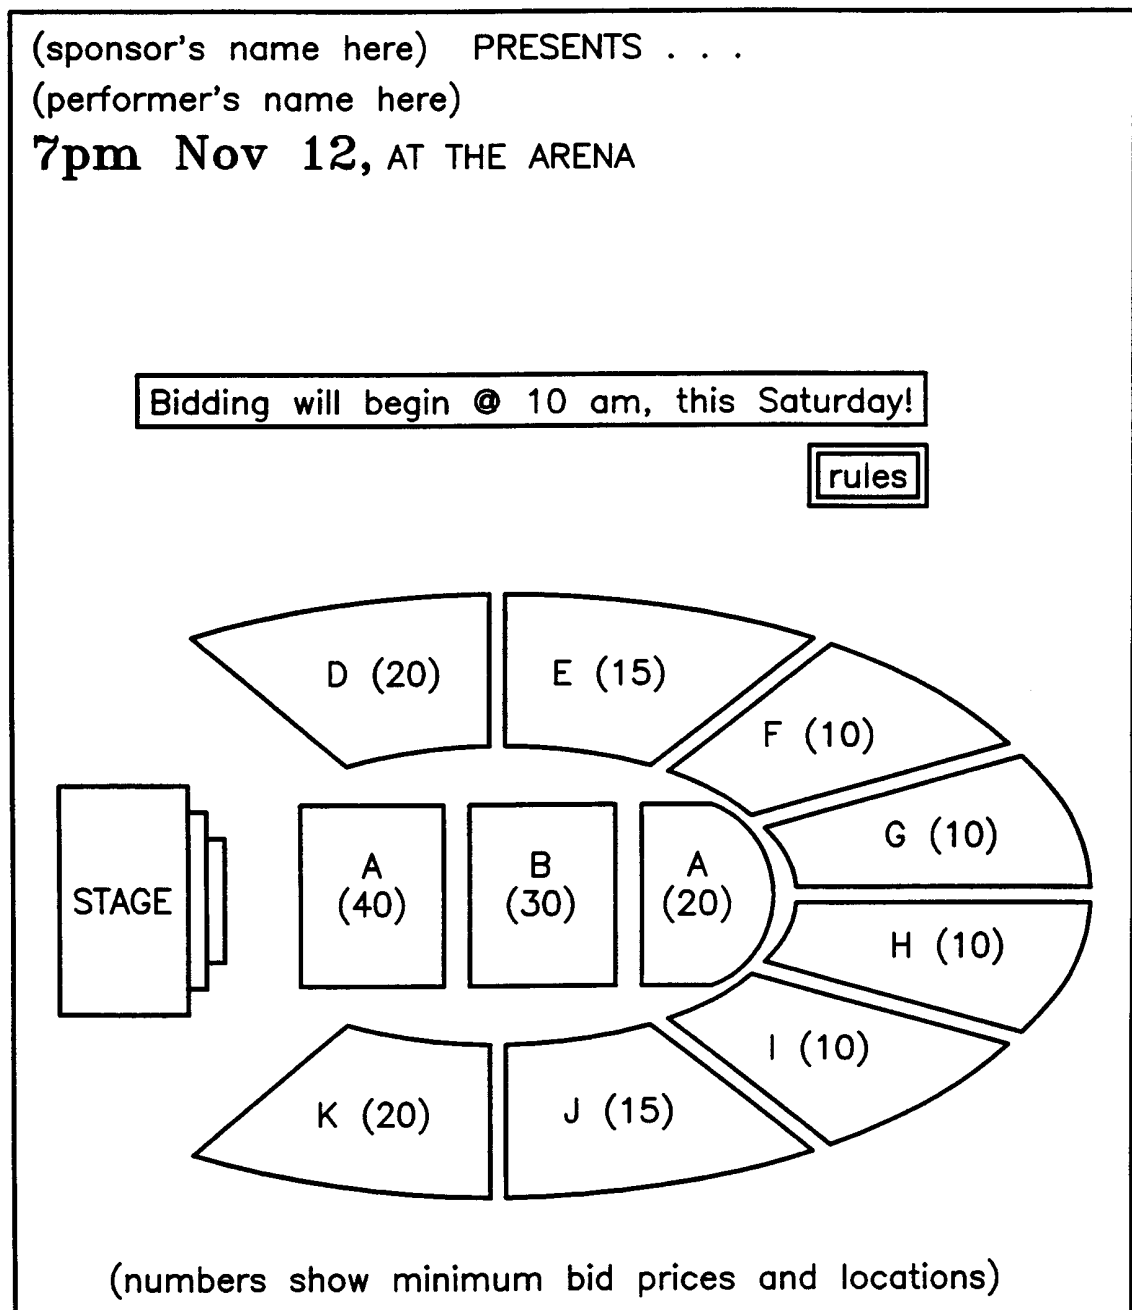 (sponsor's name here) PRESENTS . . .
(performer's name here)
7pm Nov 12, AT THE ARENA
Bidding will begin @ 10 am, this Saturday!
rules
D (20)
E (15)
F (10)
G (10)
STAGE
A
(40)
B
(30)
A
(20)
H (10)
I (10)
K (20)
J (15)
(numbers show minimum bid prices and locations)